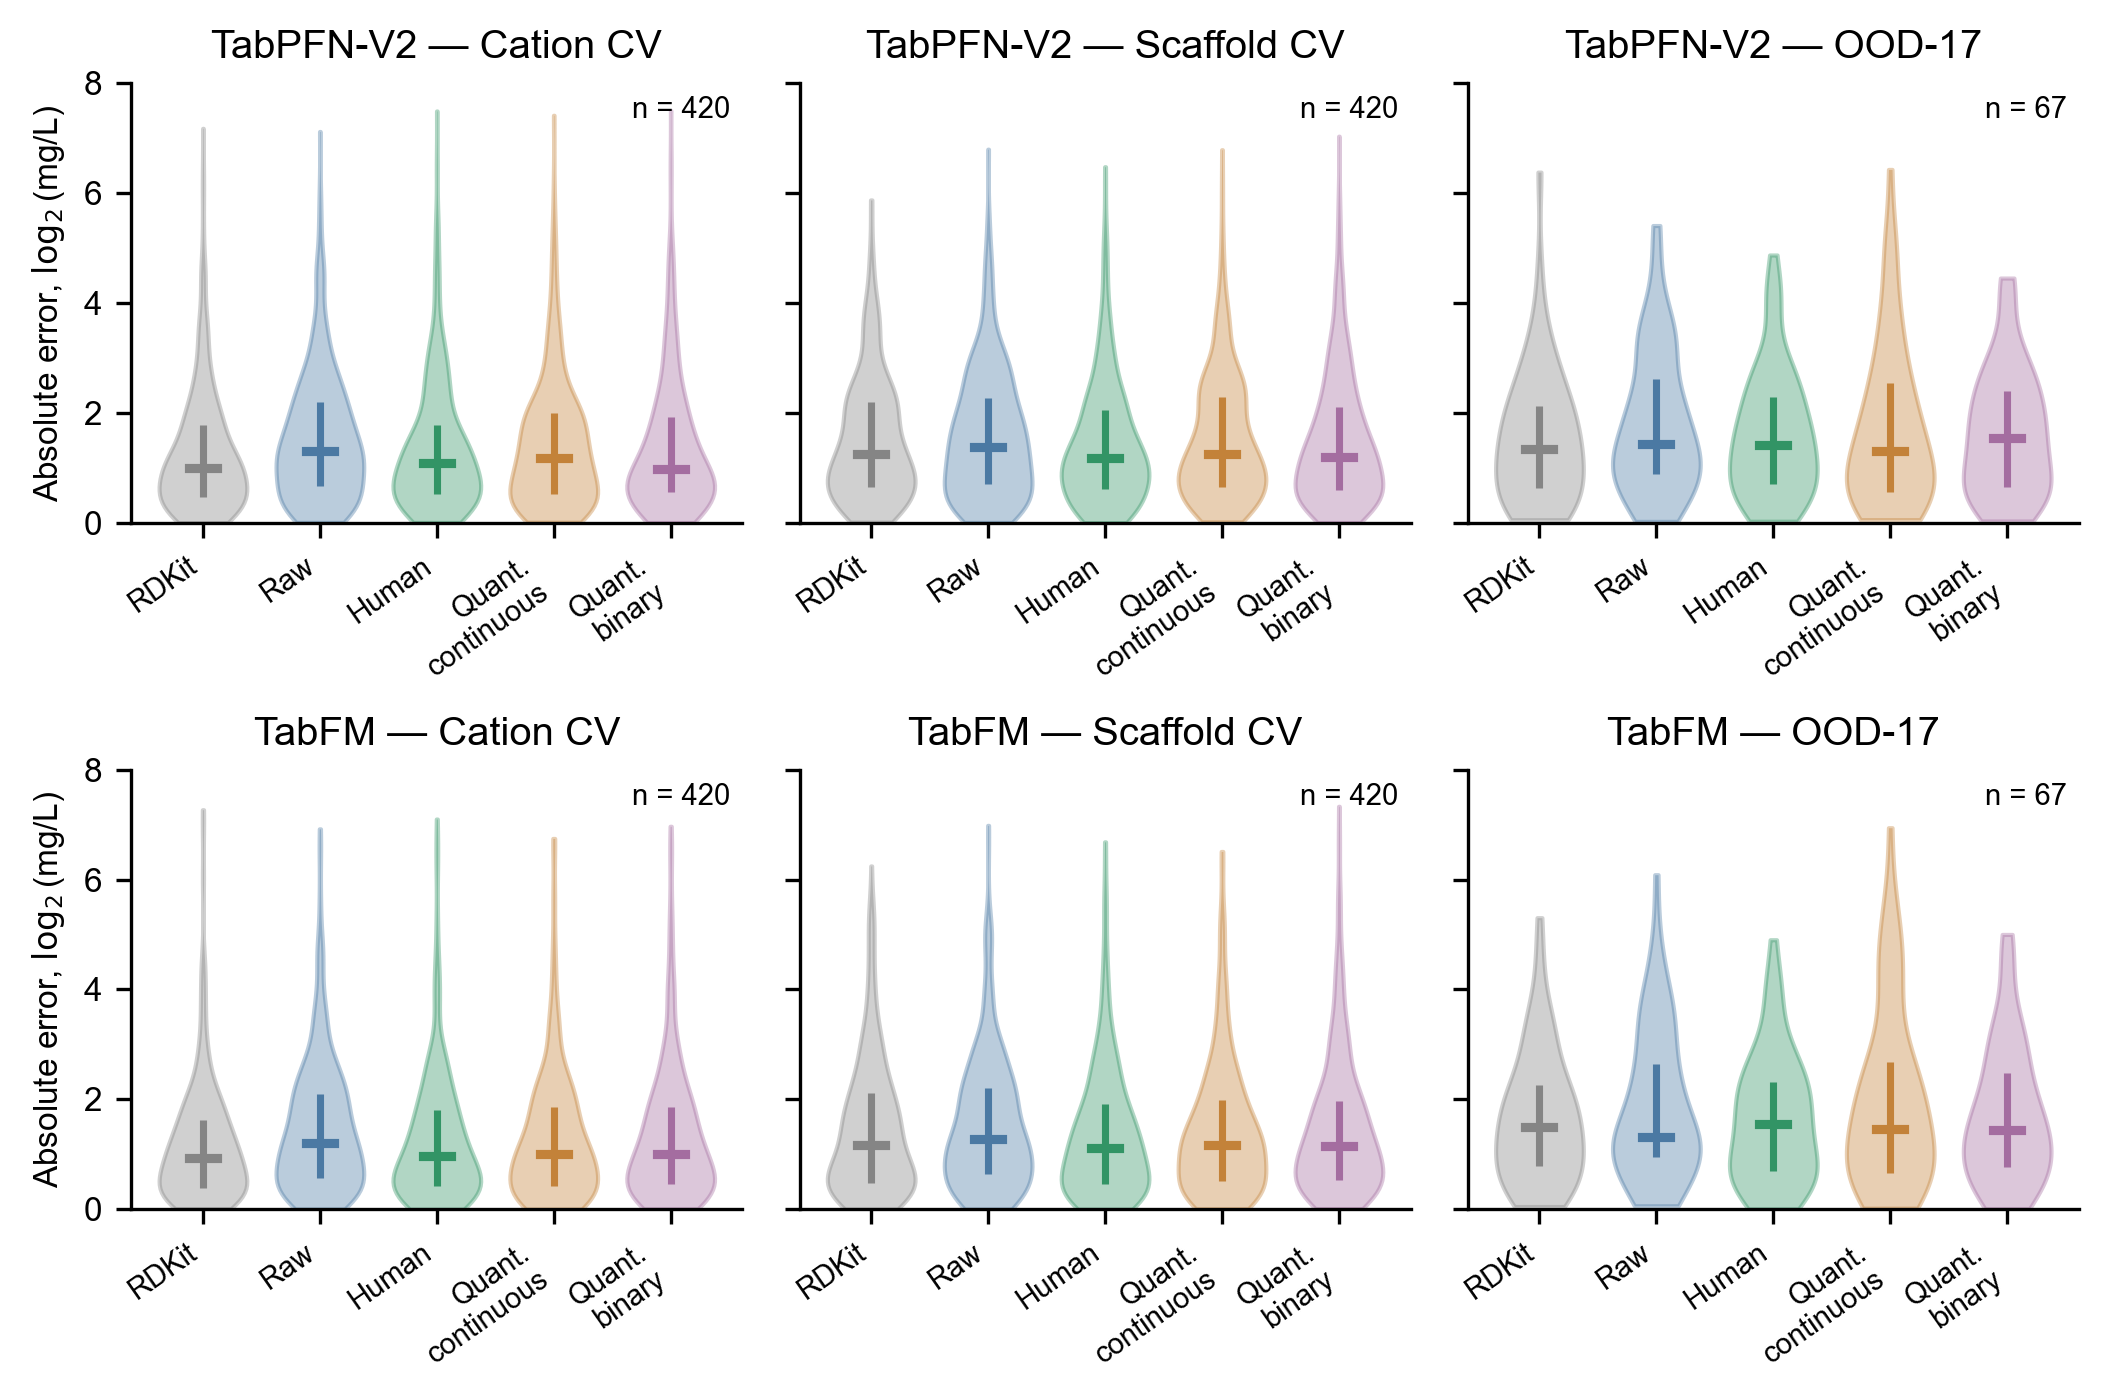 TabPFN-V2 — Cation CV
TabPFN-V2 — Scaffold CV
TabPFN-V2 — OOD-17
Absolute error, log₂ (mg/L)
8
6
4
2
0
n = 420
n = 420
n = 67
RDKit
Raw
Human
Quant.
continuous
Quant.
binary
RDKit
Raw
Human
Quant.
continuous
Quant.
binary
RDKit
Raw
Human
Quant.
continuous
Quant.
binary
TabFM — Cation CV
TabFM — Scaffold CV
TabFM — OOD-17
Absolute error, log₂ (mg/L)
8
6
4
2
0
n = 420
n = 420
n = 67
RDKit
Raw
Human
Quant.
continuous
Quant.
binary
RDKit
Raw
Human
Quant.
continuous
Quant.
binary
RDKit
Raw
Human
Quant.
continuous
Quant.
binary